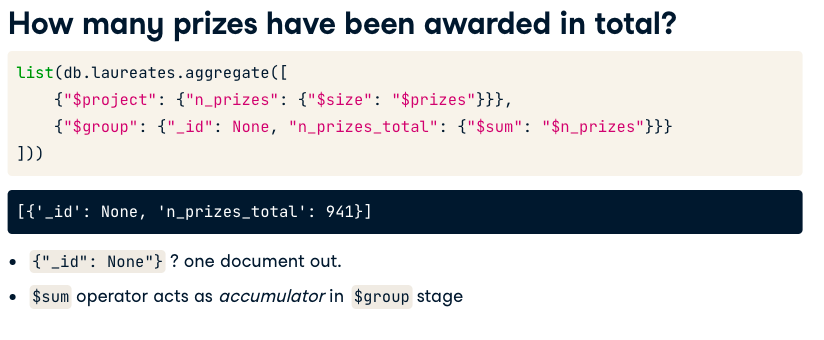 How many prizes have been awarded in total?
list(db.laureates.aggregate([
    {"$project": {"n_prizes": {"$size": "$prizes"}}},
    {"$group": {"_id": None, "n_prizes_total": {"$sum": "$n_prizes"}}}
]))
[{'_id': None, 'n_prizes_total': 941}]
• {"_id": None"} ? one document out.
• $sum operator acts as accumulator in $group stage